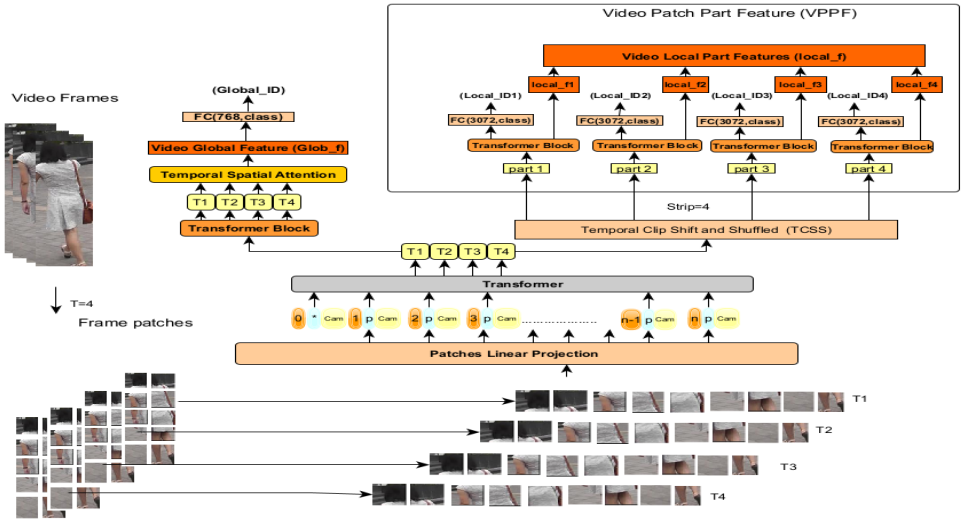 Video Patch Part Feature (VPPF)
Video Local Part Features (local_f)
local_f1 local_f2 local_f3 local_f4
(Local_ID1) (Local_ID2) (Local_ID3) (Local_ID4)
FC(3072,class) FC(3072,class) FC(3072,class) FC(3072,class)
Transformer Block Transformer Block Transformer Block Transformer Block
part 1 part 2 part 3 part 4
Strip=4
Temporal Clip Shift and Shuffled (TCSS)
Video Frames
(Global_ID)
FC(768,class)
Video Global Feature (Glob_f)
Temporal Spatial Attention
T1 T2 T3 T4
Transformer Block
T1 T2 T3 T4
Transformer
T=4
Frame patches
0 * Cam 1 p Cam 2 p Cam 3 p Cam ...................... n-1 p Cam n p Cam
Patches Linear Projection
T1
T2
T3
T4